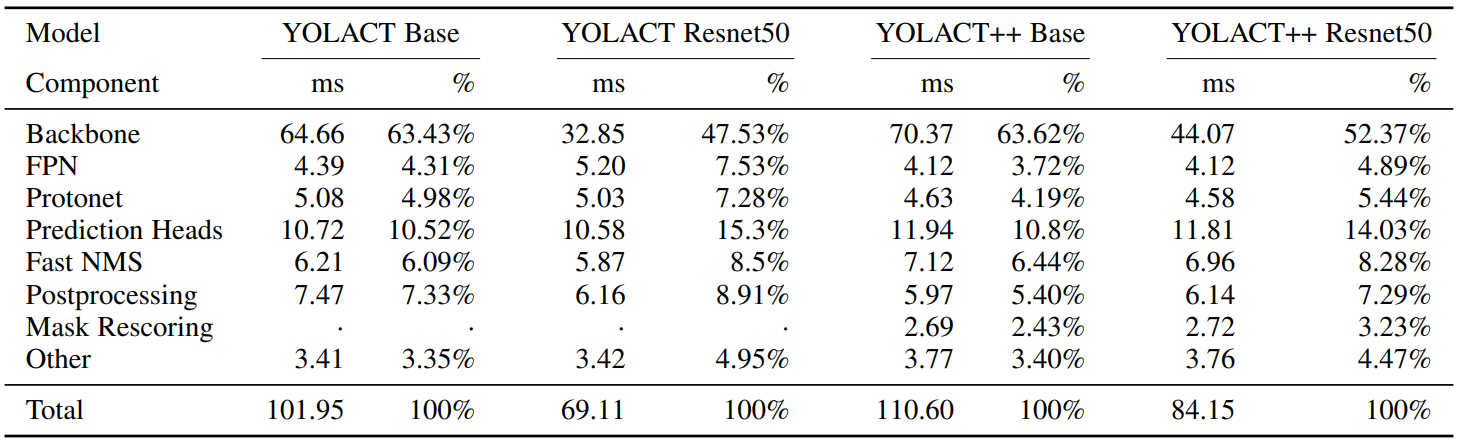 Model YOLACT Base YOLACT Resnet50 YOLACT++ Base YOLACT++ Resnet50
Component ms % ms % ms % ms %
Backbone 64.66 63.43% 32.85 47.53% 70.37 63.62% 44.07 52.37%
FPN 4.39 4.31% 5.20 7.53% 4.12 3.72% 4.12 4.89%
Protonet 5.08 4.98% 5.03 7.28% 4.63 4.19% 4.58 5.44%
Prediction Heads 10.72 10.52% 10.58 15.3% 11.94 10.8% 11.81 14.03%
Fast NMS 6.21 6.09% 5.87 8.5% 7.12 6.44% 6.96 8.28%
Postprocessing 7.47 7.33% 6.16 8.91% 5.97 5.40% 6.14 7.29%
Mask Rescoring · · · · 2.69 2.43% 2.72 3.23%
Other 3.41 3.35% 3.42 4.95% 3.77 3.40% 3.76 4.47%
Total 101.95 100% 69.11 100% 110.60 100% 84.15 100%